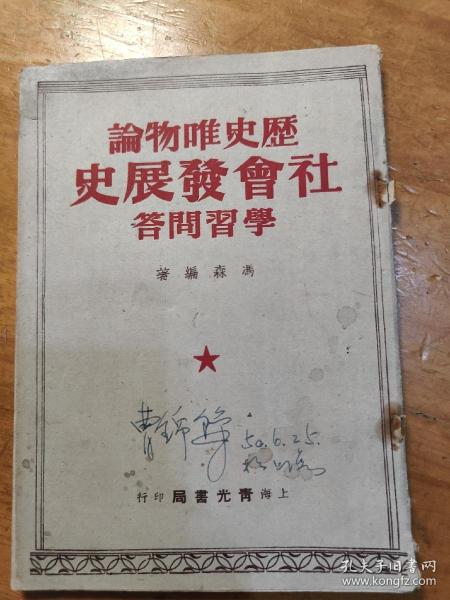 歷史唯物論
社會發展史
學習問答
馮森編著
曹錦
50.6.25.
上海青光書局印行
孔夫子旧书网
www.kongfz.com